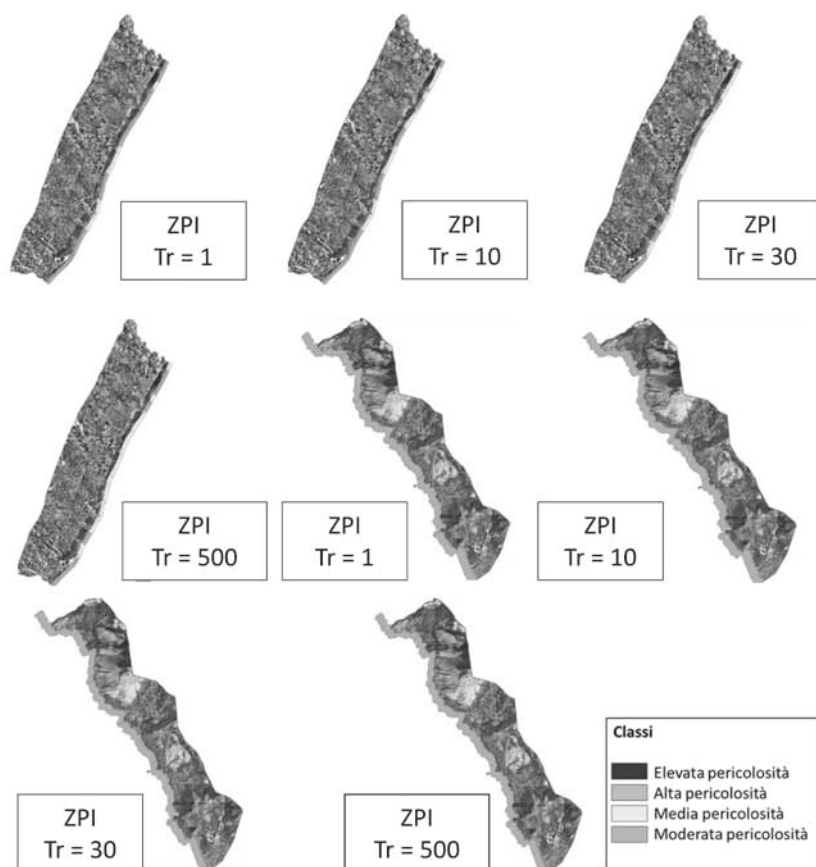 ZPI
Tr = 1
ZPI
Tr = 10
ZPI
Tr = 30
ZPI
Tr = 500
ZPI
Tr = 1
ZPI
Tr = 10
ZPI
Tr = 30
ZPI
Tr = 500
Classi
Elevata pericolosità
Alta pericolosità
Media pericolosità
Moderata pericolosità